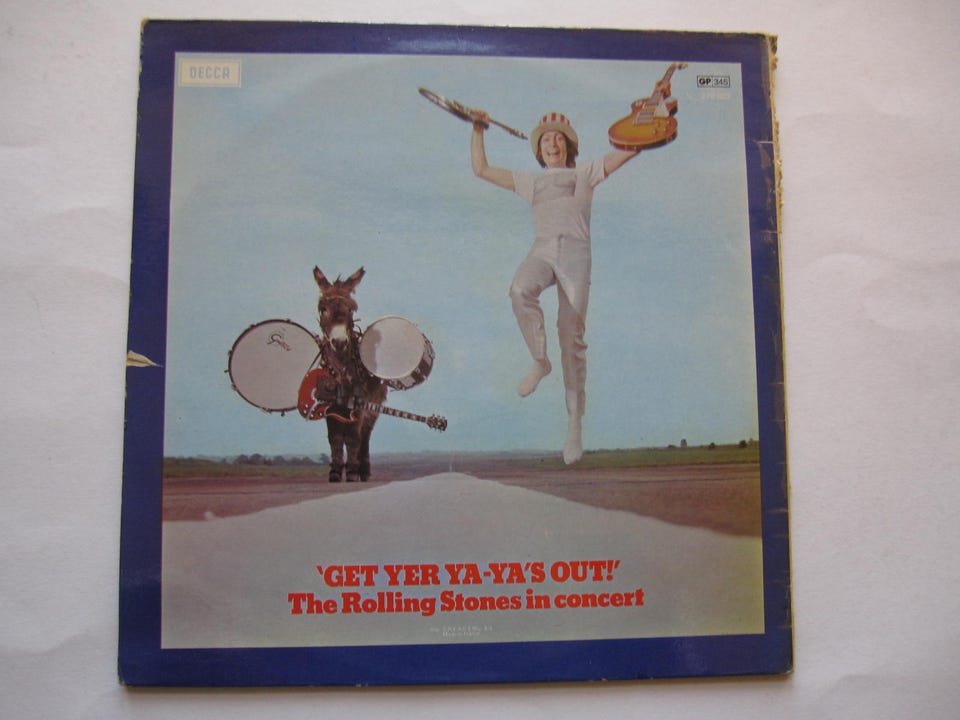 DECCA
GP 345
'GET YER YA-YA'S OUT!'
The Rolling Stones in concert